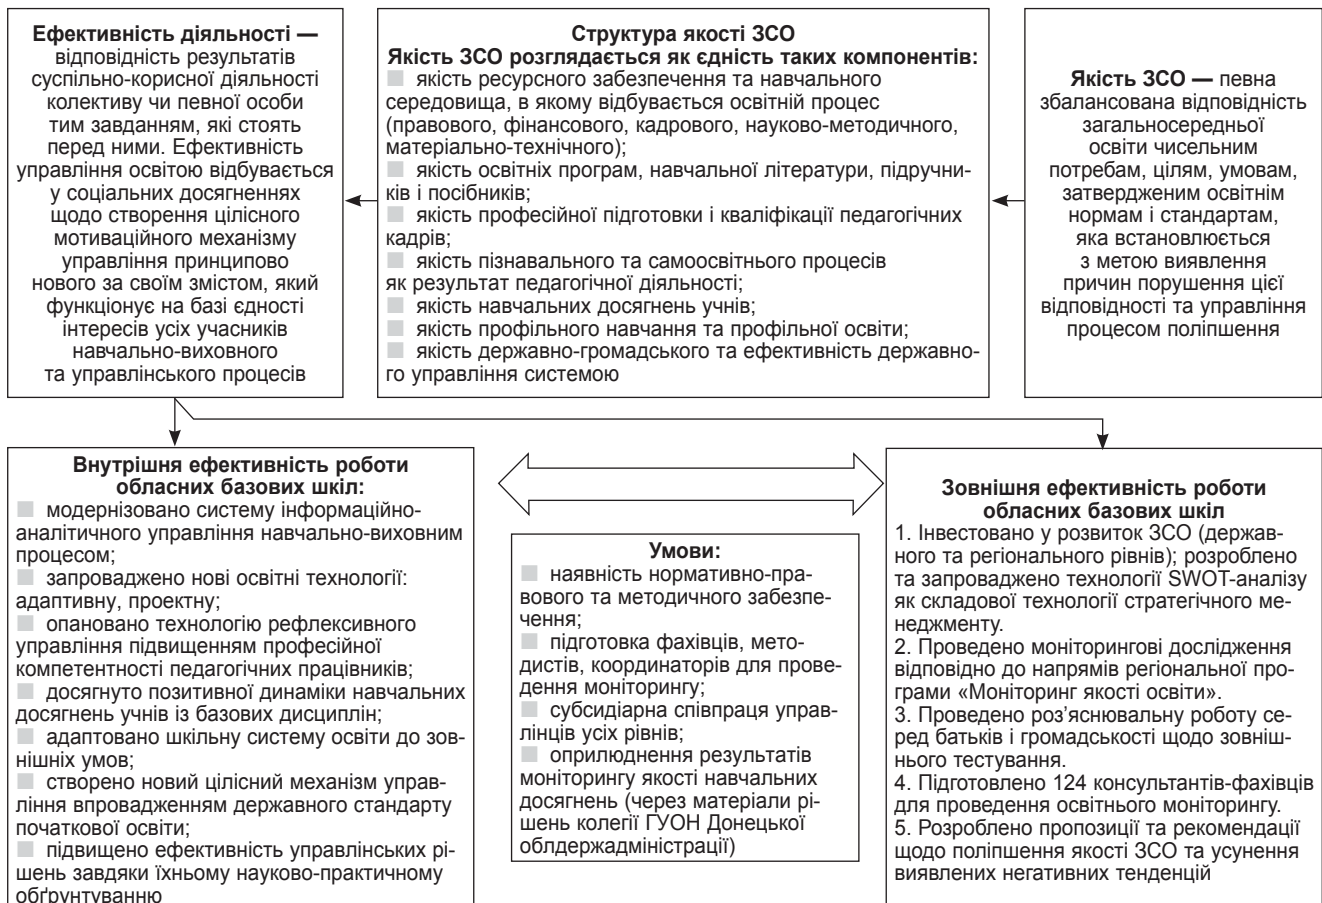 Ефективність діяльності —
відповідність результатів
суспільно-корисної діяльності
колективу чи певної особи
тим завданням, які стоять
перед ними. Ефективність
управління освітою відбувається
у соціальних досягненнях
щодо створення цілісного
мотиваційного механізму
управління принципово
нового за своїм змістом, який
функціонує на базі єдності
інтересів усіх учасників
навчально-виховного
та управлінського процесів
Структура якості ЗСО
Якість ЗСО розглядається як єдність таких компонентів:
якість ресурсного забезпечення та навчального
середовища, в якому відбувається освітній процес
(правового, фінансового, кадрового, науково-методичного,
матеріально-технічного);
якість освітніх програм, навчальної літератури, підручни-
ків і посібників;
якість професійної підготовки і кваліфікації педагогічних
кадрів;
якість пізнавального та самоосвітнього процесів
як результат педагогічної діяльності;
якість навчальних досягнень учнів;
якість профільного навчання та профільної освіти;
якість державно-громадського та ефективність державно-
го управління системою
Якість ЗСО — певна
збалансована відповідність
загальносередньої
освіти чисельним
потребам, цілям, умовам,
затвердженим освітнім
нормам і стандартам,
яка встановлюється
з метою виявлення
причин порушення цієї
відповідності та управління
процесом поліпшення
Внутрішня ефективність роботи
обласних базових шкіл:
модернізовано систему інформаційно-
аналітичного управління навчально-виховним
процесом;
запроваджено нові освітні технології:
адаптивну, проектну;
опановано технологію рефлексивного
управління підвищенням професійної
компетентності педагогічних працівників;
досягнуто позитивної динаміки навчальних
досягнень учнів із базових дисциплін;
адаптовано шкільну систему освіти до зов-
нішніх умов;
створено новий цілісний механізм управ-
ління впровадженням державного стандарту
початкової освіти;
підвищено ефективність управлінських рі-
шень завдяки їхньому науково-практичному
обґрунтуванню
Умови:
наявність нормативно-пра-
вового та методичного забезпе-
чення;
підготовка фахівців, мето-
дистів, координаторів для прове-
дення моніторингу;
субсидіарна співпраця управ-
лінців усіх рівнів;
оприлюднення результатів
моніторингу якості навчальних
досягнень (через матеріали рі-
шень колегії ГУОН Донецької
облдержадміністрації)
Зовнішня ефективність роботи
обласних базових шкіл
1. Інвестовано у розвиток ЗСО (держав-
ного та регіонального рівнів); розроблено
та запроваджено технології SWOT-аналізу
як складової технології стратегічного ме-
неджменту.
2. Проведено моніторингові дослідження
відповідно до напрямів регіональної про-
грами «Моніторинг якості освіти».
3. Проведено роз’яснювальну роботу се-
ред батьків і громадськості щодо зовніш-
нього тестування.
4. Підготовлено 124 консультантів-фахівців
для проведення освітнього моніторингу.
5. Розроблено пропозиції та рекомендації
щодо поліпшення якості ЗСО та усунення
виявлених негативних тенденцій